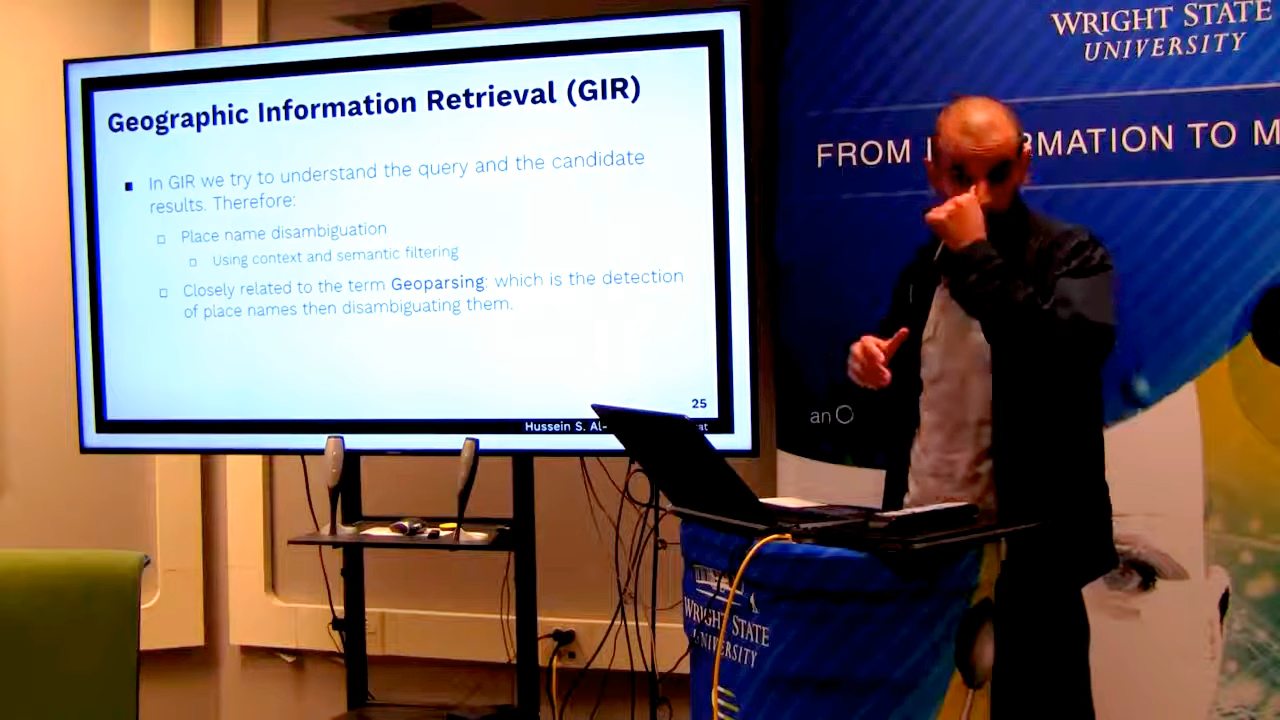 Geographic Information Retrieval (GIR)
In GIR we try to understand the query and the candidate
results. Therefore:
Place name disambiguation
Using context and semantic filtering
Closely related to the term Geoparsing: which is the detection
of place names then disambiguating them.
25
Hussein S. Al-
WRIGHT STATE
UNIVERSITY
FROM INFORMATION TO M
an
WRIGHT STATE
UNIVERSITY